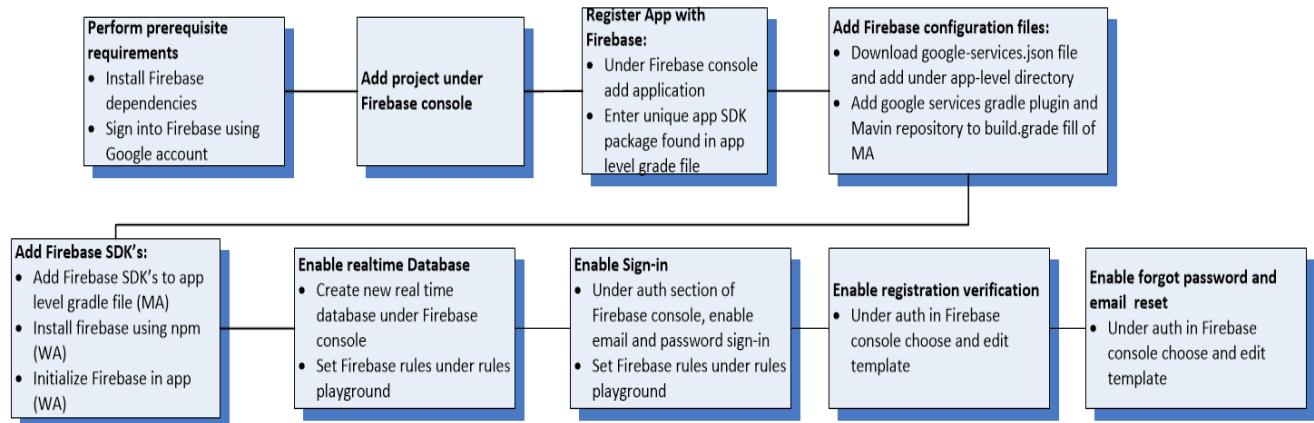 Perform prerequisite
requirements
• Install Firebase
dependencies
• Sign into Firebase using
Google account
Add project under
Firebase console
Register App with
Firebase:
• Under Firebase console
add application
• Enter unique app SDK
package found in app
level grade file
Add Firebase configuration files:
• Download google-services.json file
and add under app-level directory
• Add google services gradle plugin and
Mavin repository to build.grade fill of
MA
Add Firebase SDK's:
• Add Firebase SDK's to app
level gradle file (MA)
• Install firebase using npm
(WA)
• Initialize Firebase in app
(WA)
Enable realtime Database
• Create new real time
database under Firebase
console
• Set Firebase rules under rules
playground
Enable Sign-in
• Under auth section of
Firebase console, enable
email and password sign-in
• Set Firebase rules under rules
playground
Enable registration verification
• Under auth in Firebase
console choose and edit
template
Enable forgot password and
email reset
• Under auth in Firebase
console choose and edit
template